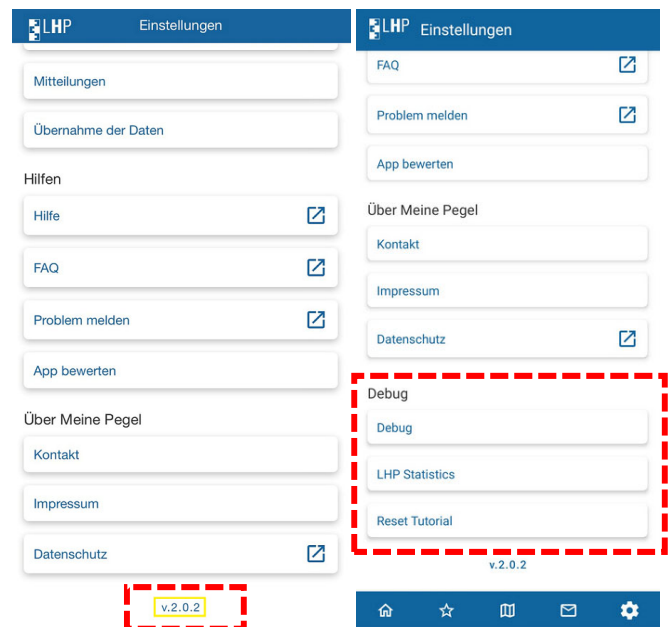 LHP Einstellungen
Mitteilungen
Übernahme der Daten
Hilfen
Hilfe
FAQ
Problem melden
App bewerten
Über Meine Pegel
Kontakt
Impressum
Datenschutz
v.2.0.2
LHP Einstellungen
FAQ
Problem melden
App bewerten
Über Meine Pegel
Kontakt
Impressum
Datenschutz
Debug
Debug
LHP Statistics
Reset Tutorial
v.2.0.2